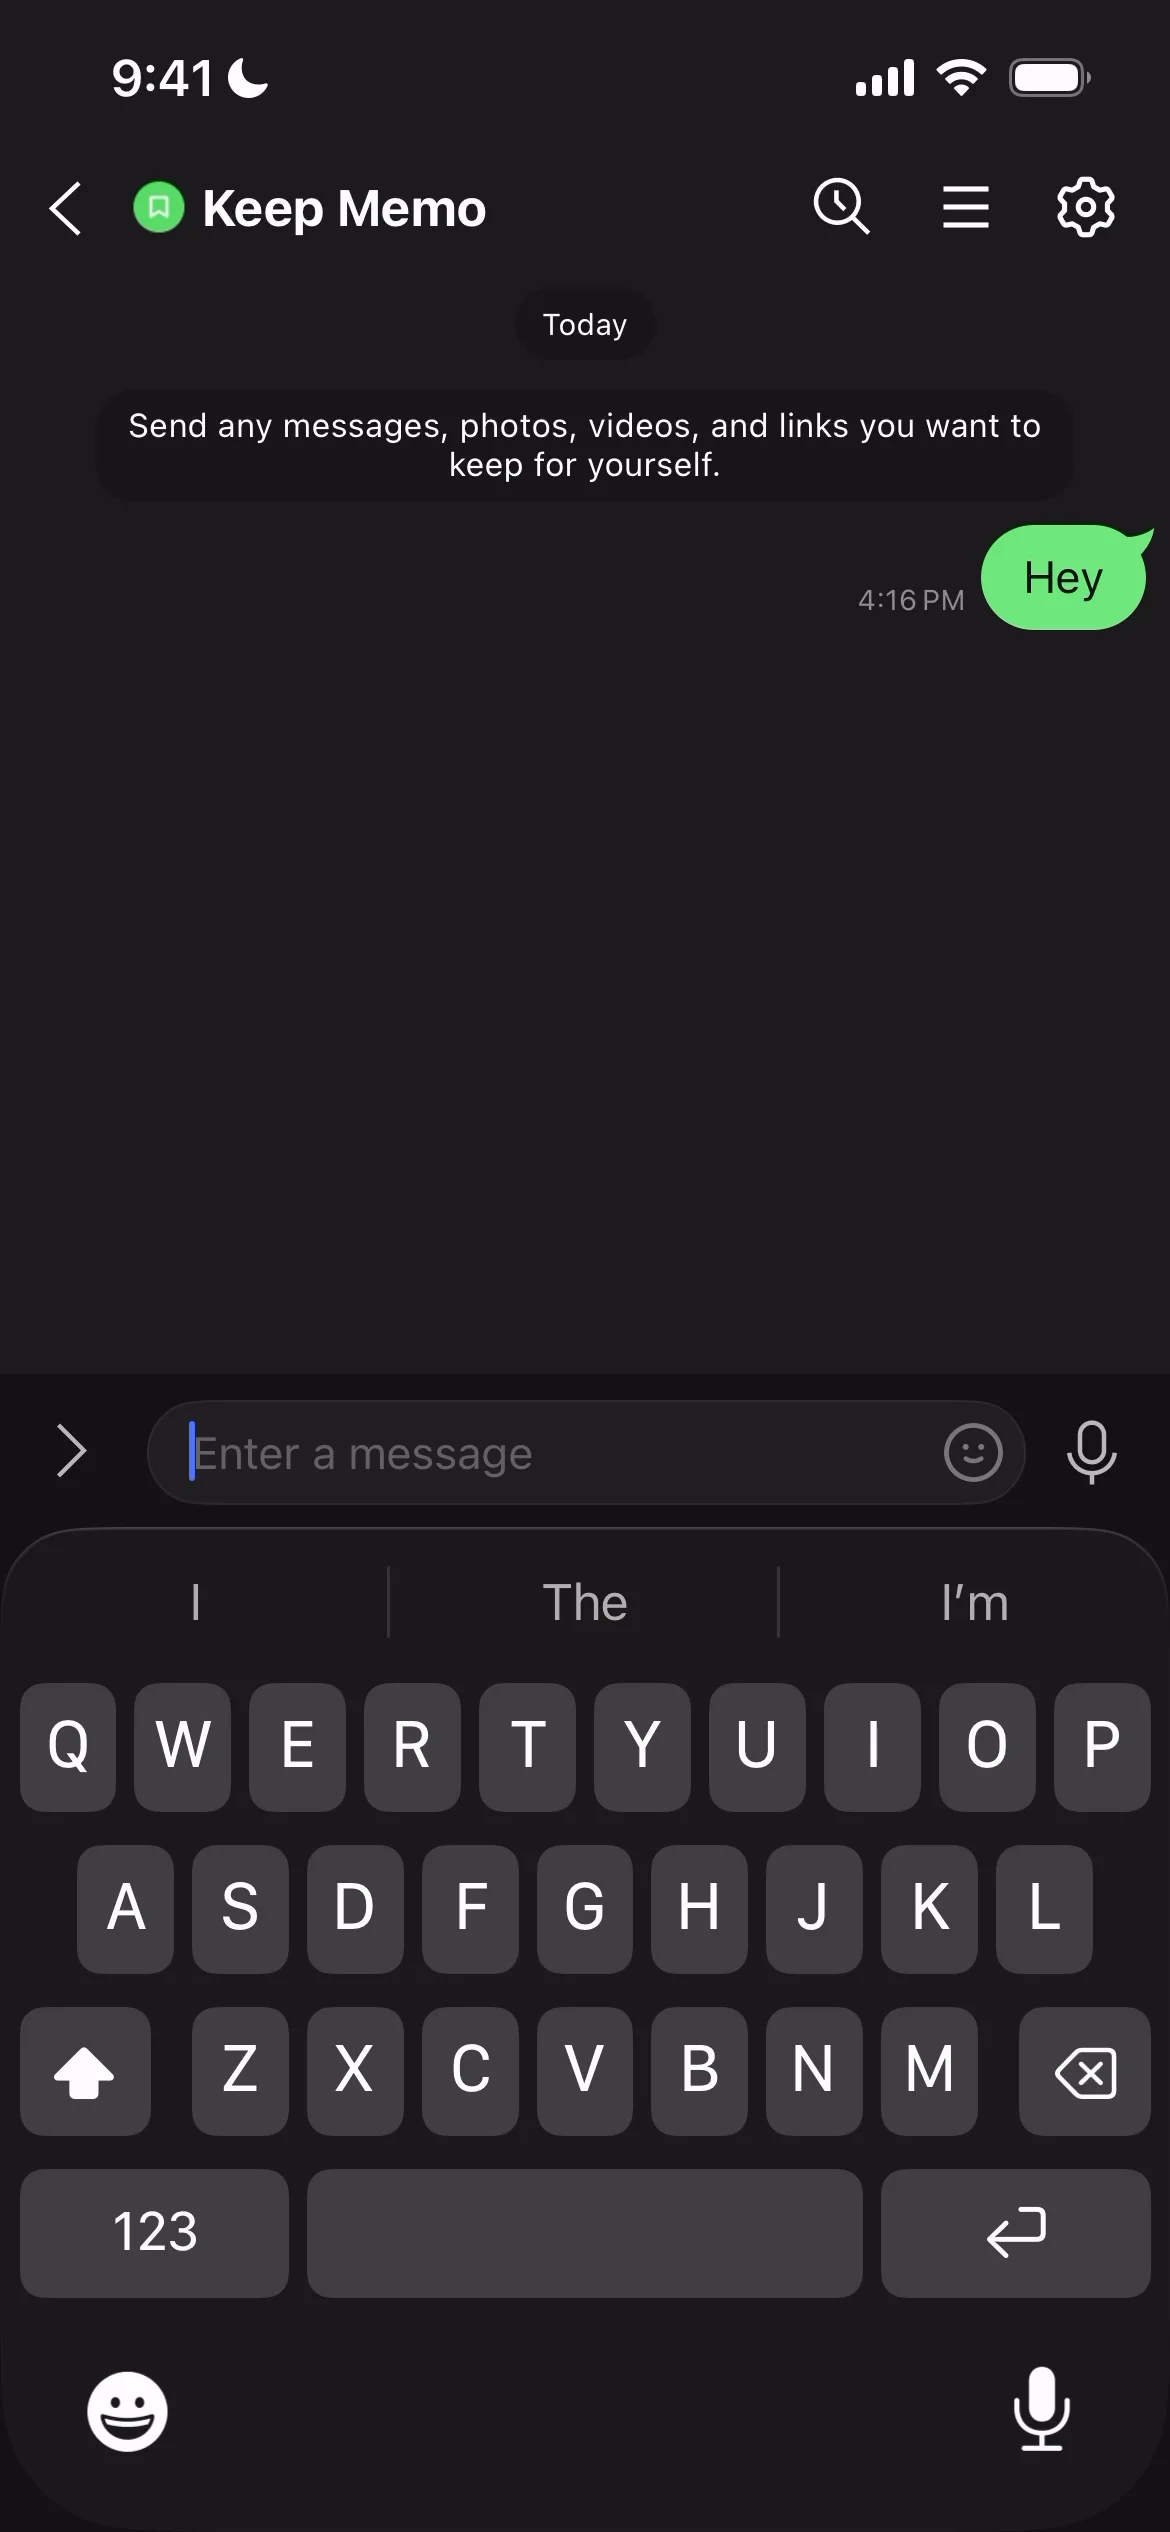 9:41
Keep Memo
Today
Send any messages, photos, videos, and links you want to
keep for yourself.
Hey
4:16 PM
Enter a message
I The I’m
Q W E R T Y U I O P
A S D F G H J K L
Z X C V B N M
123